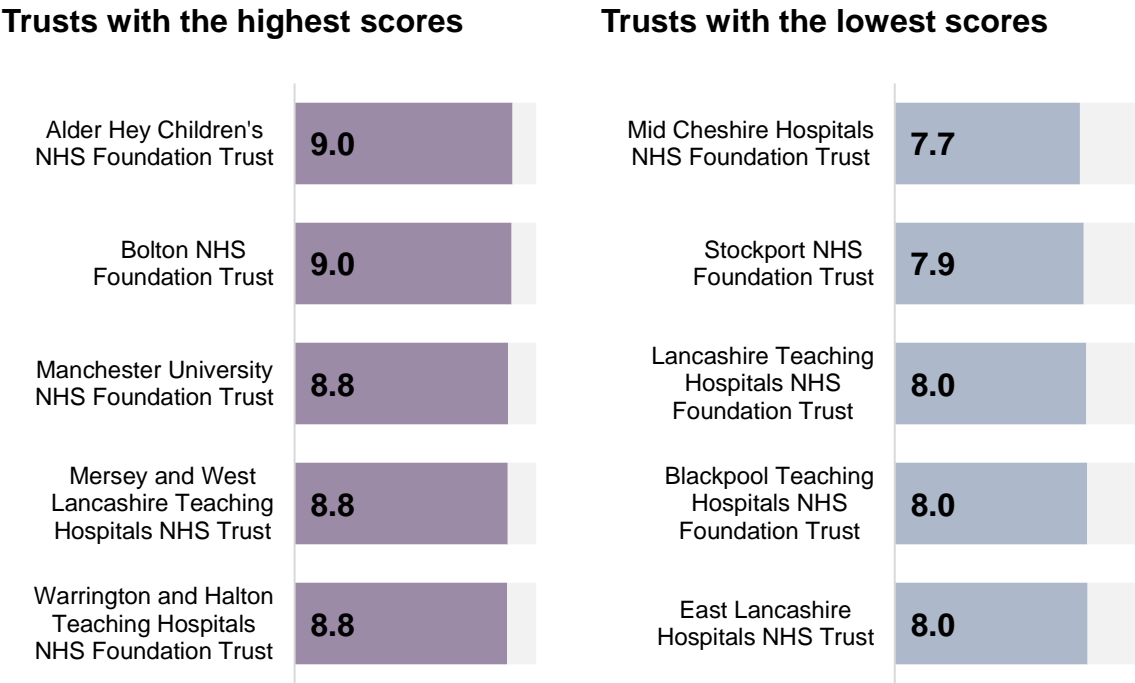 Trusts with the highest scores
Alder Hey Children's
NHS Foundation Trust
9.0
Bolton NHS
Foundation Trust
9.0
Manchester University
NHS Foundation Trust
8.8
Mersey and West
Lancashire Teaching
Hospitals NHS Trust
8.8
Warrington and Halton
Teaching Hospitals
NHS Foundation Trust
8.8
Trusts with the lowest scores
Mid Cheshire Hospitals
NHS Foundation Trust
7.7
Stockport NHS
Foundation Trust
7.9
Lancashire Teaching
Hospitals NHS
Foundation Trust
8.0
Blackpool Teaching
Hospitals NHS
Foundation Trust
8.0
East Lancashire
Hospitals NHS Trust
8.0